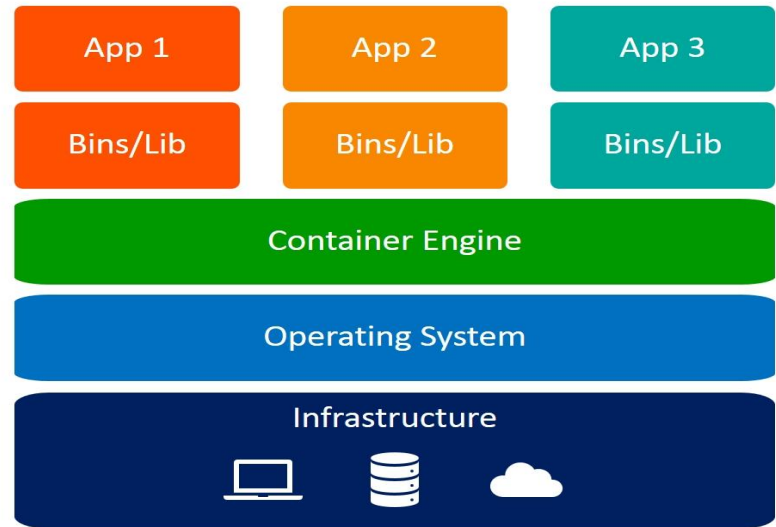 App 1
App 2
App 3
Bins/Lib
Bins/Lib
Bins/Lib
Container Engine
Operating System
Infrastructure